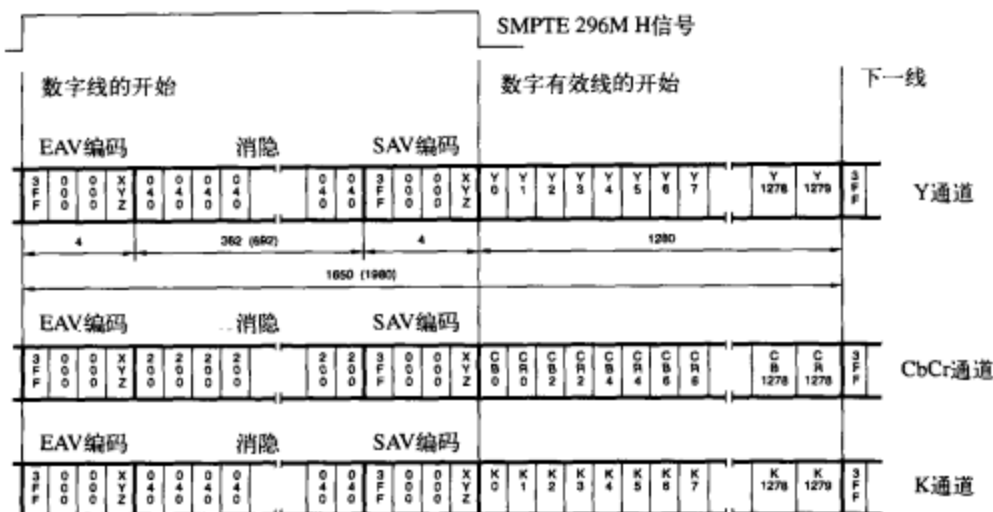 SMPTE 296M H信号
数字线的开始 数字有效线的开始 下一线
EAV编码 消隐 SAV编码
3FF 000 000 XYZ 040 040 040 040 040 040 3FF 000 000 XYZ Y0 Y1 Y2 Y3 Y4 Y5 Y6 Y7 Y1278 Y1279 3FF Y通道
4 362 (692) 4 1280
1650 (1980)
EAV编码 消隐 SAV编码
3FF 000 000 XYZ 200 200 200 200 200 200 3FF 000 000 XYZ CB0 CR0 CB2 CR2 CB4 CR4 CB6 CR6 CB1278 CR1278 3FF CbCr通道
EAV编码 消隐 SAV编码
3FF 000 000 XYZ 040 040 040 040 040 040 3FF 000 000 XYZ K0 K1 K2 K3 K4 K5 K6 K7 K1278 K1279 3FF K通道